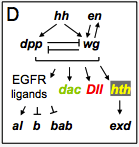 D
hh en
dpp wg
EGFR
ligands dac Dll hth
al b bab exd